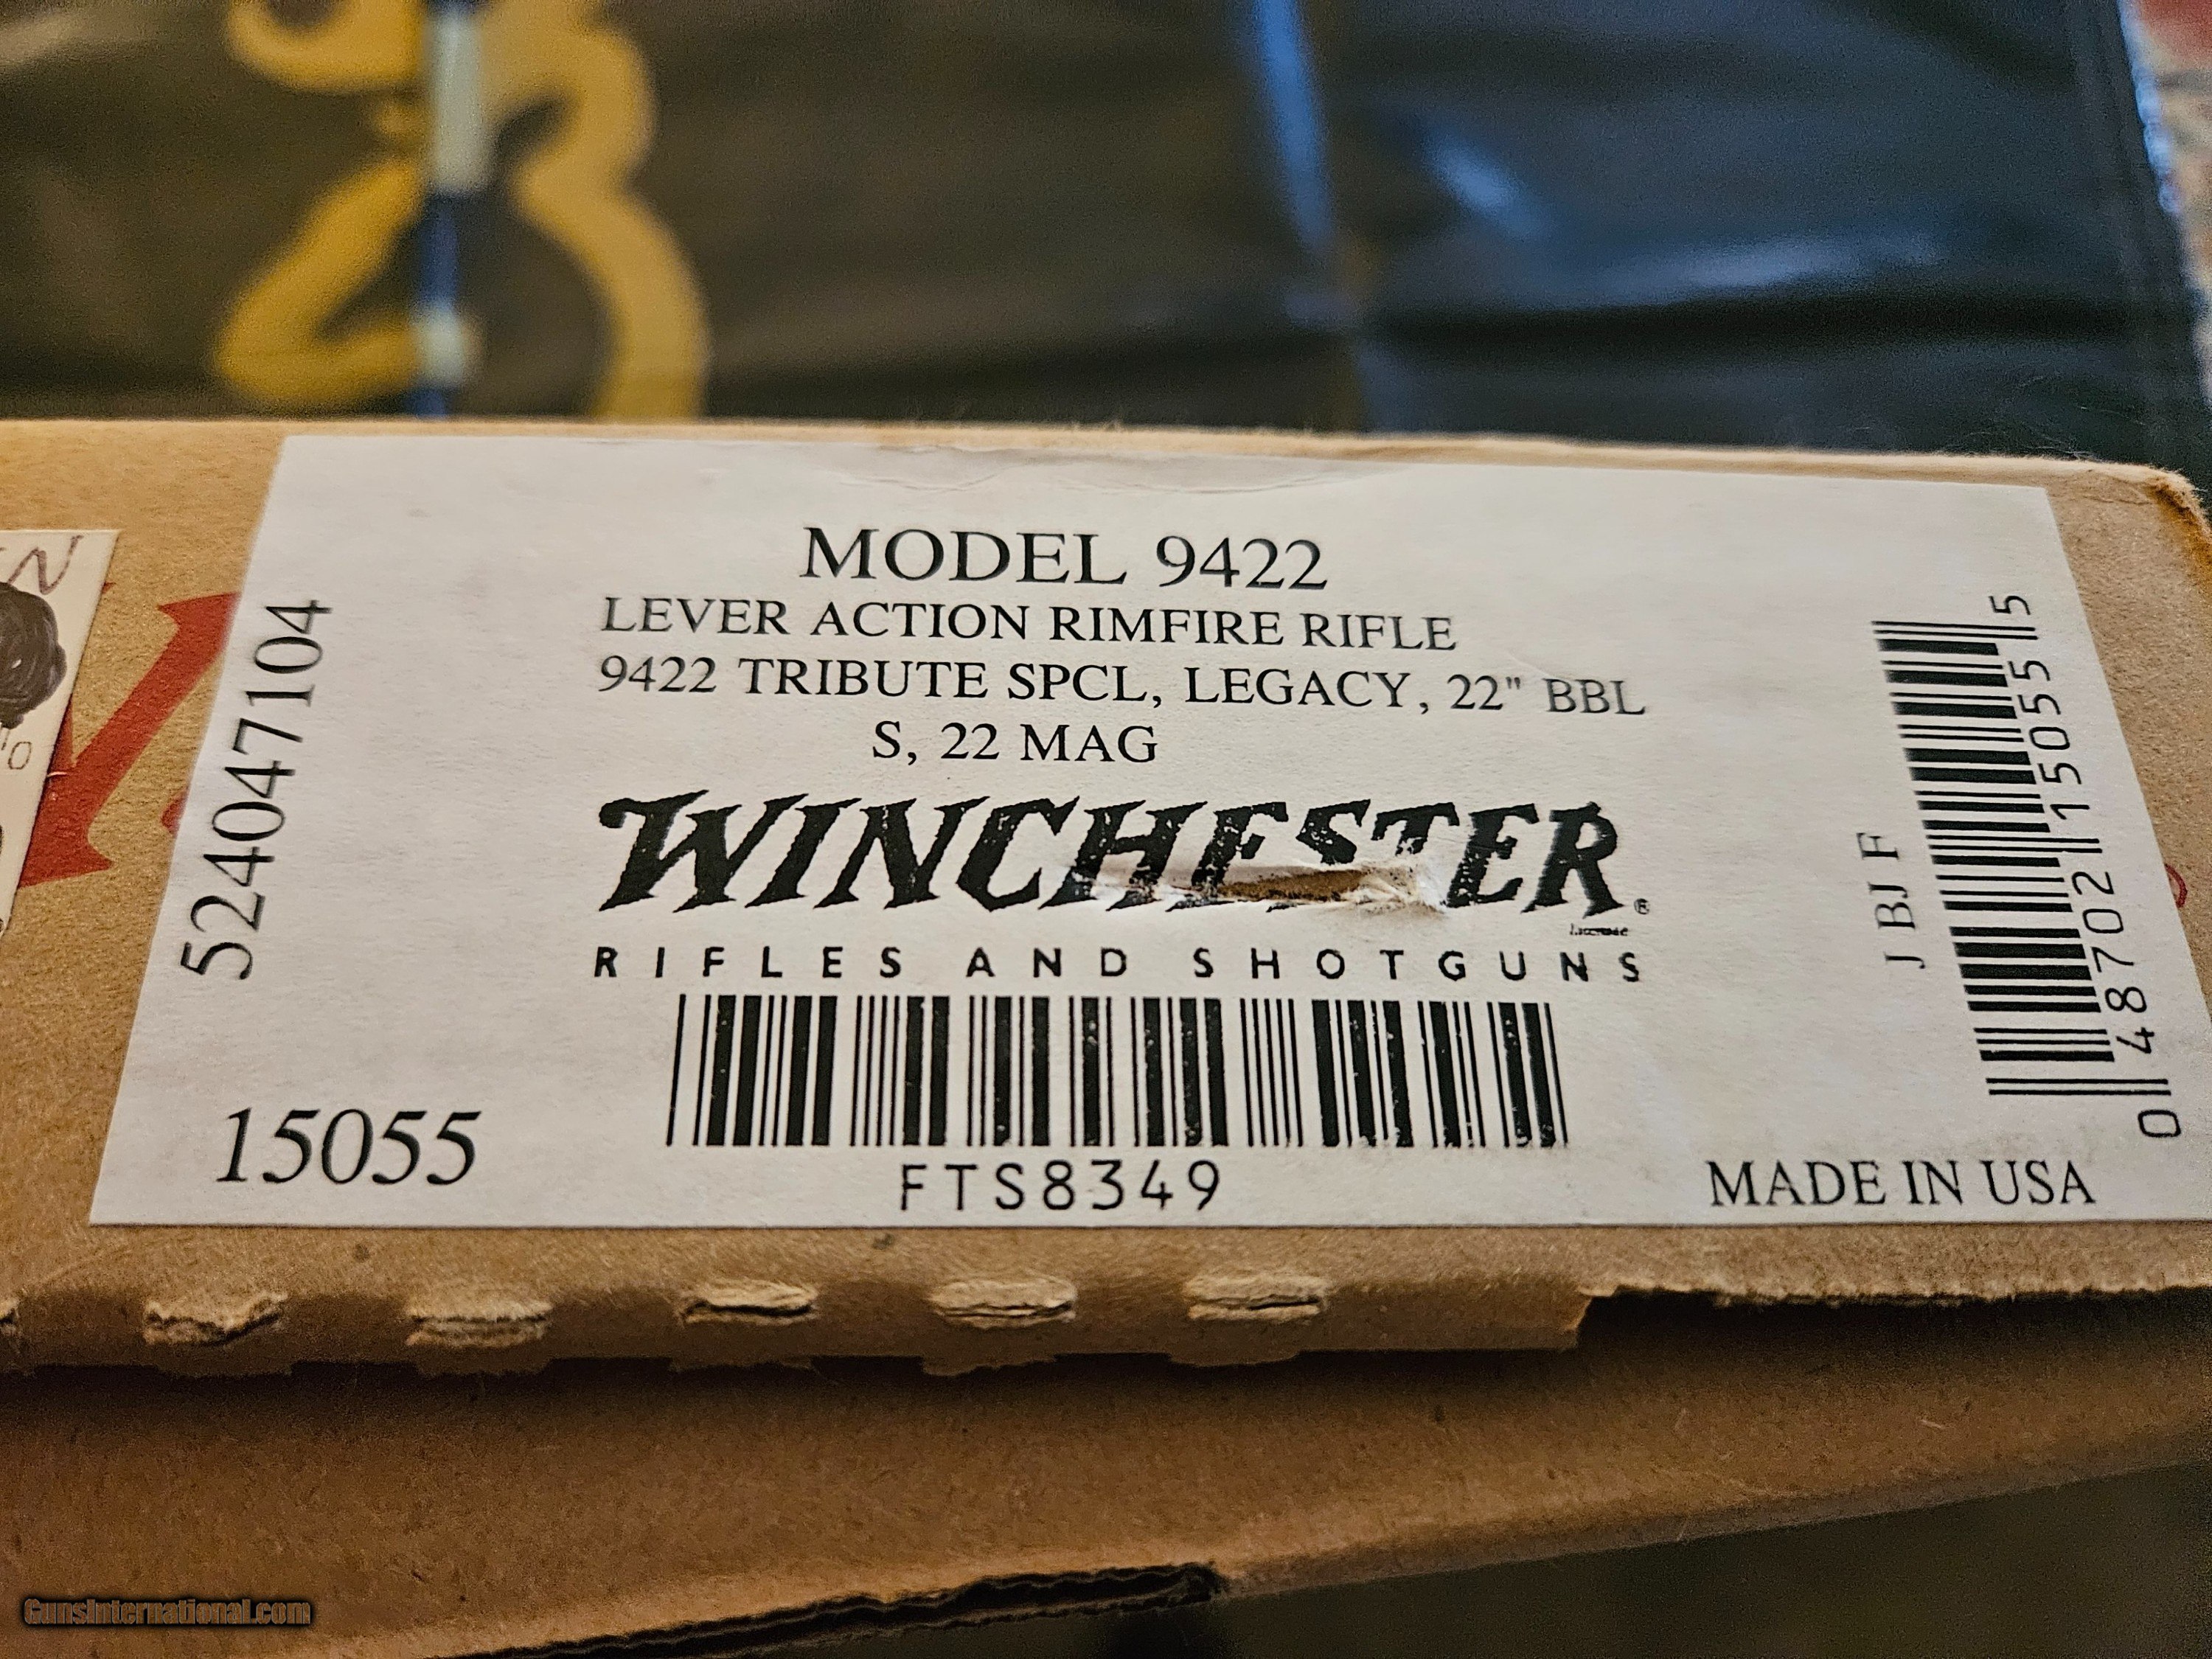 MODEL 9422
LEVER ACTION RIMFIRE RIFLE
9422 TRIBUTE SPCL, LEGACY, 22" BBL
S, 22 MAG
WINCHESTER®
RIFLES AND SHOTGUNS
FTS8349
524047104
15055
J BJ F
0 48702 15055 5
MADE IN USA
GunsInternational.com